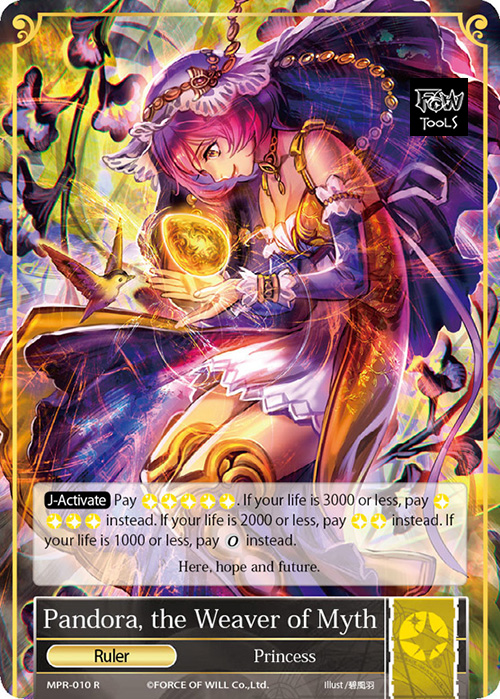 FOW
TOOLS
J-Activate Pay . If your life is 3000 or less, pay
instead. If your life is 2000 or less, pay instead. If
your life is 1000 or less, pay 0 instead.
Here, hope and future.
Pandora, the Weaver of Myth
Ruler Princess
MPR-010 R ©FORCE OF WILL Co.,Ltd. Illust/碧風羽